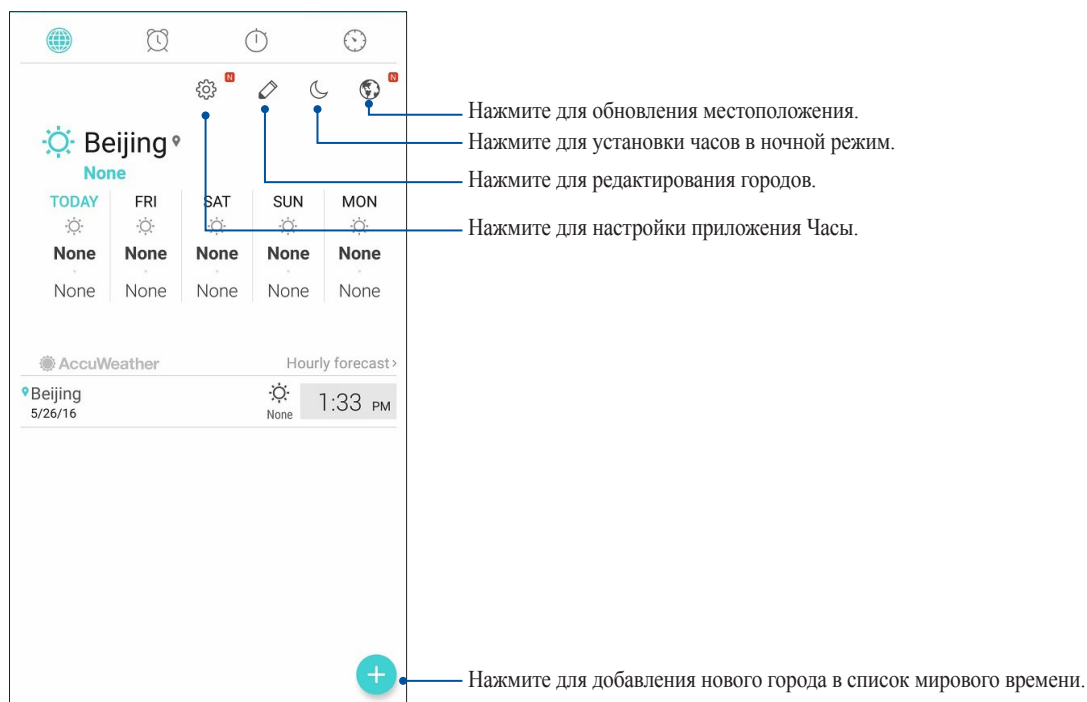 N N
Нажмите для обновления местоположения.
Нажмите для установки часов в ночной режим.
Beijing
None
Нажмите для редактирования городов.
TODAY FRI SAT SUN MON
Нажмите для настройки приложения Часы.
None None None None None
None None None None None
AccuWeather Hourly forecast >
Beijing
5/26/16
None
1:33 PM
Нажмите для добавления нового города в список мирового времени.